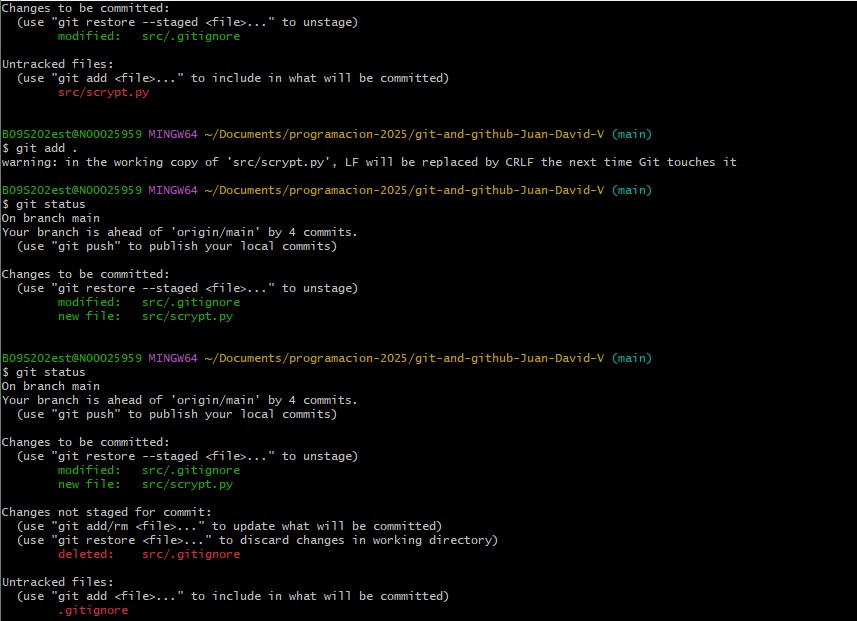 Changes to be committed:
  (use "git restore --staged <file>..." to unstage)
        modified:   src/.gitignore

Untracked files:
  (use "git add <file>..." to include in what will be committed)
        src/scrypt.py


BO9S202est@NOOO25959 MINGW64 ~/Documents/programacion-2025/git-and-github-Juan-David-V (main)
$ git add .
warning: in the working copy of 'src/scrypt.py', LF will be replaced by CRLF the next time Git touches it

BO9S202est@NOOO25959 MINGW64 ~/Documents/programacion-2025/git-and-github-Juan-David-V (main)
$ git status
On branch main
Your branch is ahead of 'origin/main' by 4 commits.
  (use "git push" to publish your local commits)

Changes to be committed:
  (use "git restore --staged <file>..." to unstage)
        modified:   src/.gitignore
        new file:   src/scrypt.py


BO9S202est@NOOO25959 MINGW64 ~/Documents/programacion-2025/git-and-github-Juan-David-V (main)
$ git status
On branch main
Your branch is ahead of 'origin/main' by 4 commits.
  (use "git push" to publish your local commits)

Changes to be committed:
  (use "git restore --staged <file>..." to unstage)
        modified:   src/.gitignore
        new file:   src/scrypt.py

Changes not staged for commit:
  (use "git add/rm <file>..." to update what will be committed)
  (use "git restore <file>..." to discard changes in working directory)
        deleted:    src/.gitignore

Untracked files:
  (use "git add <file>..." to include in what will be committed)
        .gitignore